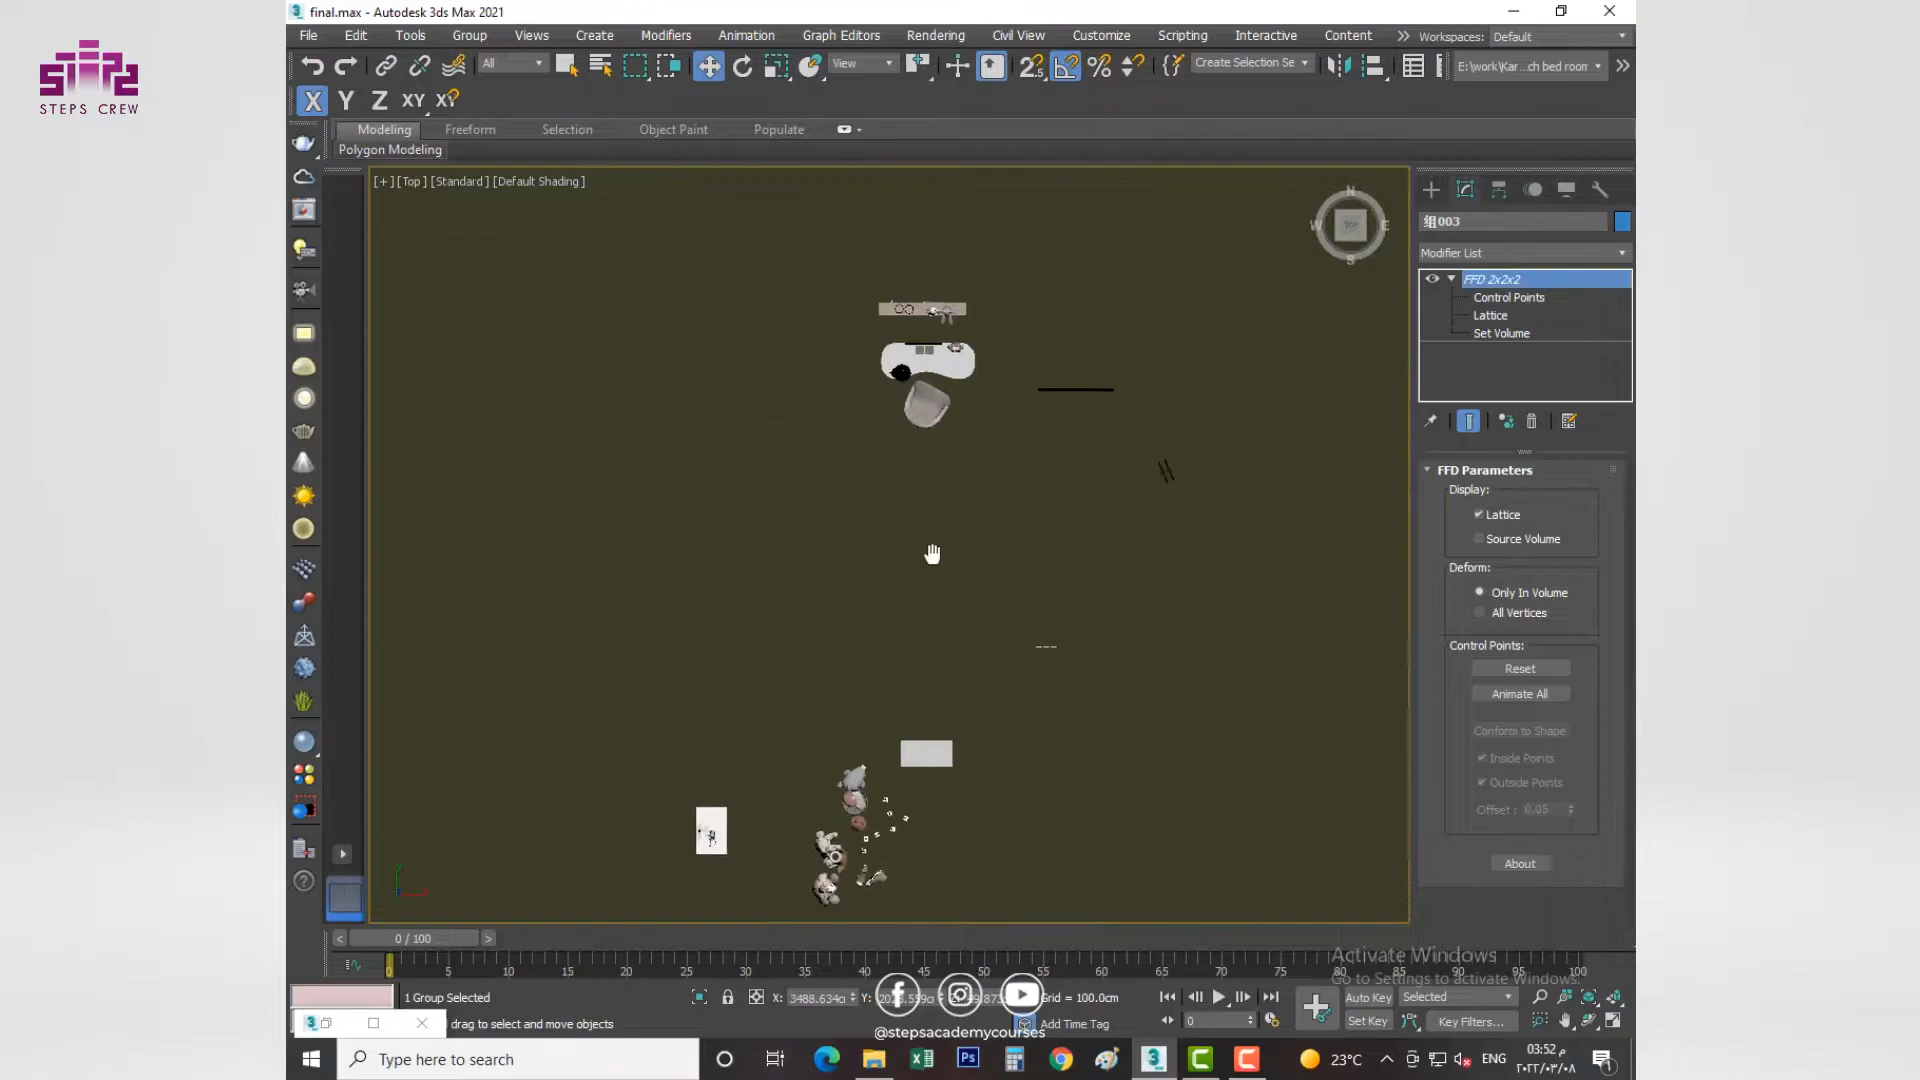 STEPS CREW
final.max - Autodesk 3ds Max 2021
File Edit Tools Group Views Create Modifiers Animation Graph Editors Rendering Civil View Customize Scripting Interactive Content Workspaces: Default
All View Create Selection Se E:\work\Kar...ch bed room
X Y Z XY
Modeling Freeform Selection Object Paint Populate
Polygon Modeling
[+] [Top] [Standard] [Default Shading]
N
W TOP E
S
组003
Modifier List
FFD 2x2x2
Control Points
Lattice
Set Volume
FFD Parameters
Display:
Lattice
Source Volume
Deform:
Only In Volume
All Vertices
Control Points:
Reset
Animate All
Conform to Shape
Inside Points
Outside Points
Offset : 0.05
About
0 / 100
0 5 10 15 20 25 30 35 40 45 50 55 60 65 70 75 80 85 90 95 100
Activate Windows
Go to Settings to activate Windows.
1 Group Selected X: 3488.634c Y: Grid = 100.0cm Auto Key Selected
drag to select and move objects Add Time Tag 0 Set Key Key Filters...
@stepsacademycourses
Type here to search
23°C ENG
03:52 م
٢٠٢٢/٠٣/٠٨